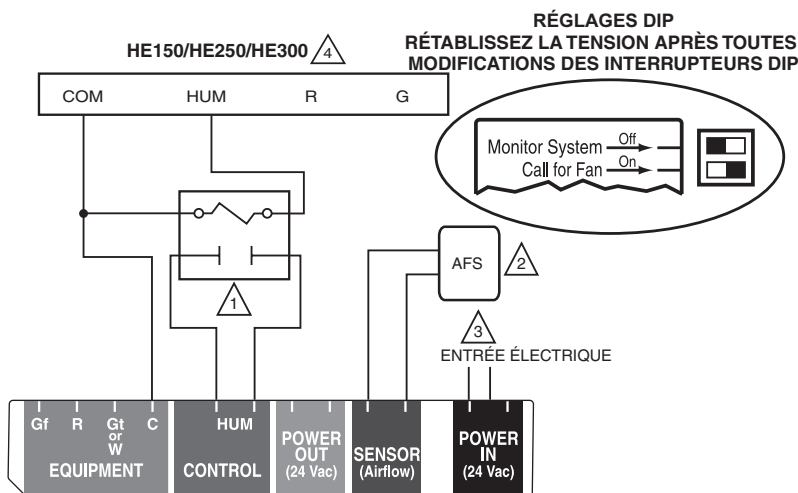 RÉGLAGES DIP
RÉTABLISSEZ LA TENSION APRÈS TOUTES
MODIFICATIONS DES INTERRUPTEURS DIP
HE150/HE250/HE300 4
COM HUM R G
Monitor System Off
Call for Fan On
AFS 2
1
3
ENTRÉE ÉLECTRIQUE
Gf R Gt or W C
EQUIPMENT
HUM
CONTROL
POWER
OUT
(24 Vac)
SENSOR
(Airflow)
POWER
IN
(24 Vac)